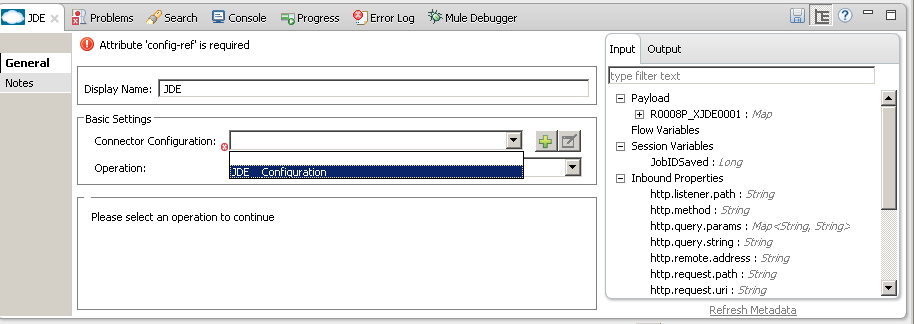 JDE Problems Search Console Progress Error Log Mule Debugger
General
Notes
Attribute 'config-ref' is required
Display Name: JDE
Basic Settings
Connector Configuration:
JDE Configuration
Operation:
Please select an operation to continue
Input Output
type filter text
Payload
R0008P_XJDE0001 : Map
Flow Variables
Session Variables
JobIDSaved : Long
Inbound Properties
http.listener.path : String
http.method : String
http.query.params : Map<String, String>
http.query.string : String
http.remote.address : String
http.request.path : String
http.request.uri : String
Refresh Metadata